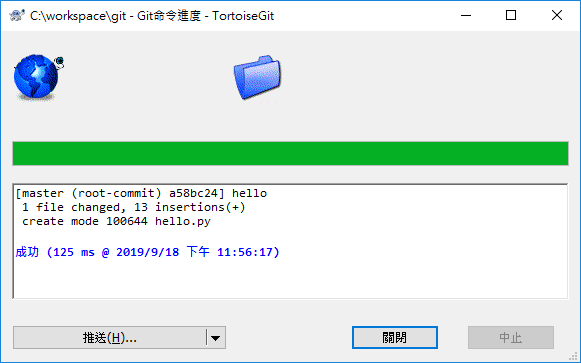 C:\workspace\git - Git命令進度 - TortoiseGit
[master (root-commit) a58bc24] hello
1 file changed, 13 insertions(+)
create mode 100644 hello.py
成功 (125 ms @ 2019/9/18 下午 11:56:17)
推送(H)...
關閉
中止